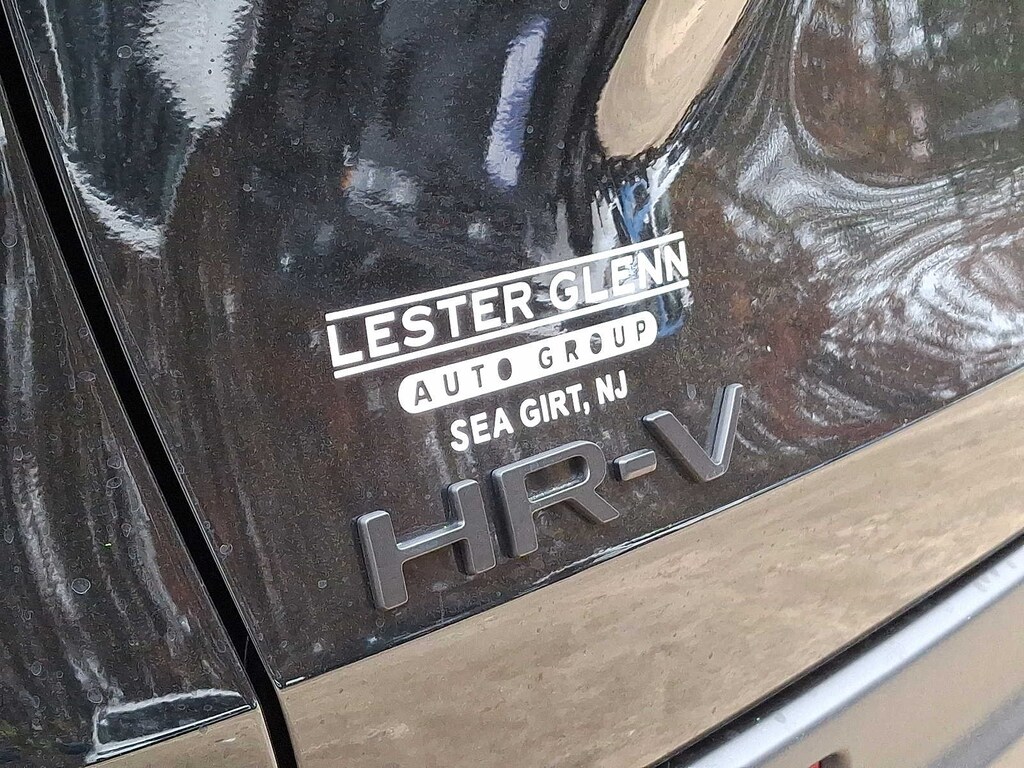 LESTER GLENN
AUTO GROUP
SEA GIRT, NJ
HR-V